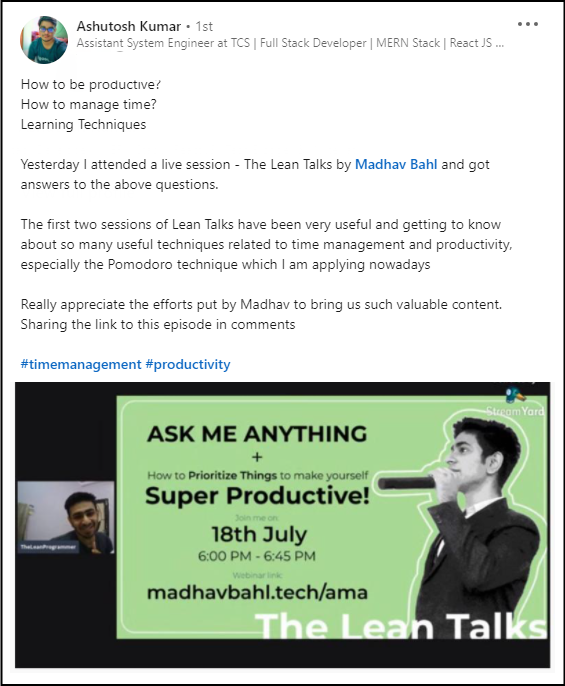 Ashutosh Kumar • 1st
Assistant System Engineer at TCS | Full Stack Developer | MERN Stack | React JS ...
How to be productive?
How to manage time?
Learning Techniques
Yesterday I attended a live session - The Lean Talks by Madhav Bahl and got
answers to the above questions.
The first two sessions of Lean Talks have been very useful and getting to know
about so many useful techniques related to time management and productivity,
especially the Pomodoro technique which I am applying nowadays
Really appreciate the efforts put by Madhav to bring us such valuable content.
Sharing the link to this episode in comments
#timemanagement #productivity
StreamYard
ASK ME ANYTHING
+
How to Prioritize Things to make yourself
Super Productive!
Join me on
18th July
6:00 PM - 6:45 PM
Webinar link:
madhavbahl.tech/ama
TheLeanProgrammer
The Lean Talks